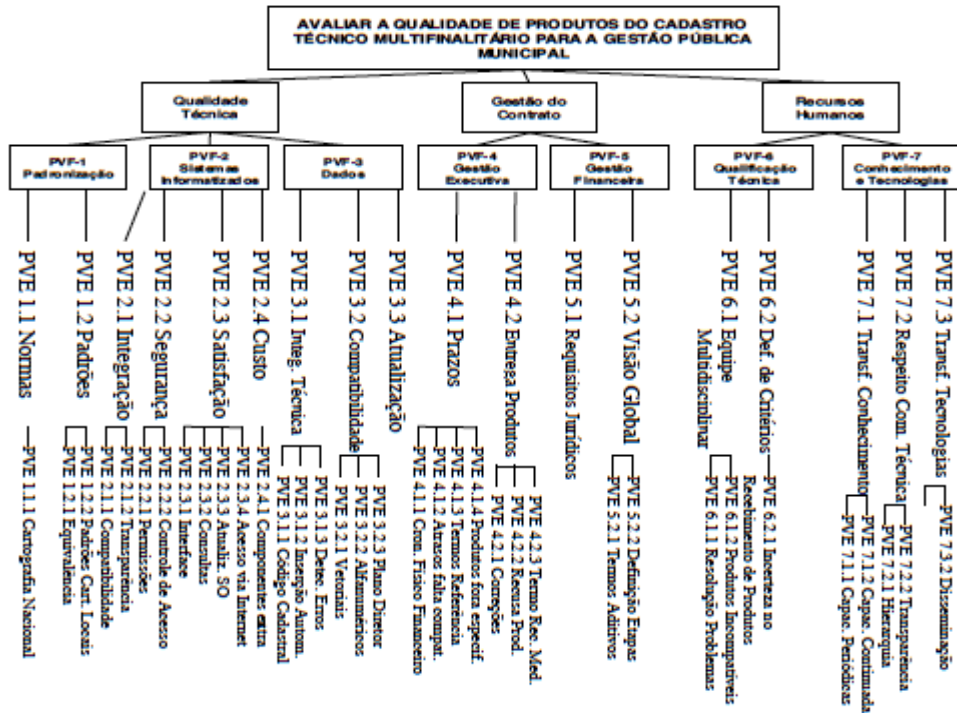 AVALIAR A QUALIDADE DE PRODUTOS DO CADASTRO
TÉCNICO MULTIFINALITÁRIO PARA A GESTÃO PÚBLICA
MUNICIPAL
Qualidade
Técnica
Gestão do
Contrato
Recursos
Humanos
PVF-1
Padronização
PVF-2
Sistemas
Informatizados
PVF-3
Dados
PVF-4
Gestão
Executiva
PVF-5
Gestão
Financeira
PVF-6
Qualificação
Técnica
PVF-7
Conhecimento
e Tecnologias
PVE 1.1 Normas
PVE 1.2 Padrões
PVE 2.1 Integração
PVE 2.2 Segurança
PVE 2.3 Satisfação
PVE 2.4 Custo
PVE 3.1 Integ. Técnica
PVE 3.2 Compatibilidade
PVE 3.3 Atualização
PVE 4.1 Prazos
PVE 4.2 Entrega Produtos
PVE 5.1 Requisitos Jurídicos
PVE 5.2 Visão Global
PVE 6.1 Equipe
Multidisciplinar
PVE 6.2 Def. de Critérios
PVE 7.1 Transf. Conhecimento
PVE 7.2 Respeito Com. Técnica
PVE 7.3 Transf. Tecnologias
PVE 1.1.1 Cartografia Nacional
PVE 1.2.1 Equivalência
PVE 1.2.2 Padrões Cart. Locais
PVE 2.1.1 Compatibilidade
PVE 2.1.2 Transparência
PVE 2.2.1 Permissões
PVE 2.2.2 Controle de Acesso
PVE 2.3.1 Interface
PVE 2.3.2 Consultas
PVE 2.3.3 Atualiz. SO
PVE 2.3.4 Acesso via Internet
PVE 2.4.1 Componentes extra
PVE 3.1.1 Código Cadastral
PVE 3.1.2 Inserção Autom.
PVE 3.1.3 Detec. Erros
PVE 3.2.1 Vetoriais
PVE 3.2.2 Alfanuméricos
PVE 3.2.3 Plano Diretor
PVE 4.1.1 Cron. Físico Financeiro
PVE 4.1.2 Atrasos falta compat.
PVE 4.1.3 Termos Referencia
PVE 4.1.4 Produtos fora especif.
PVE 4.2.1 Correções
PVE 4.2.2 Recusa Prod.
PVE 4.2.3 Termo Rec. Med.
PVE 5.2.1 Termos Aditivos
PVE 5.2.2 Definição Etapas
PVE 6.1.1 Resolução Problemas
PVE 6.1.2 Produtos Incompatíveis
PVE 6.2.1 Incerteza no
Recebimento de Produtos
PVE 7.1.1 Capac. Periódicas
PVE 7.1.2 Capac. Continuada
PVE 7.2.1 Hierarquia
PVE 7.2.2 Transparência
PVE 7.3.2 Disseminação